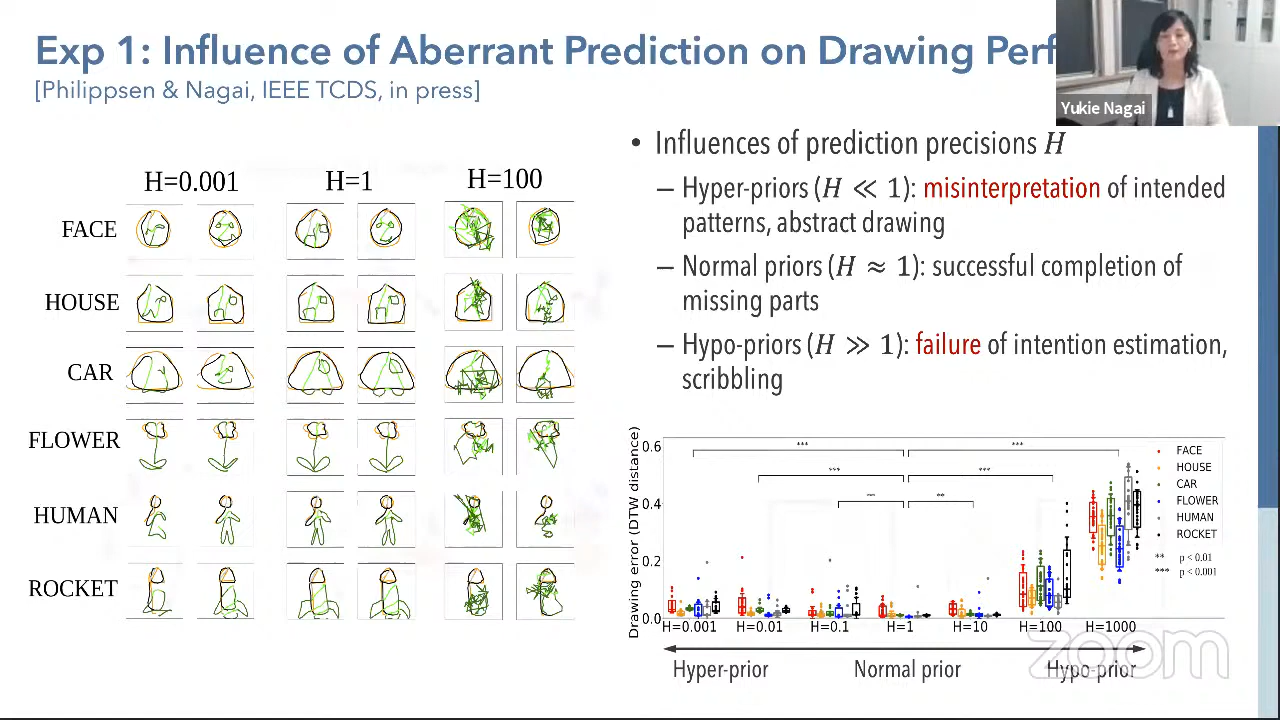 Exp 1: Influence of Aberrant Prediction on Drawing Perf
[Philippsen & Nagai, IEEE TCDS, in press]
Yukie Nagai
H=0.001 H=1 H=100
FACE
HOUSE
CAR
FLOWER
HUMAN
ROCKET
• Influences of prediction precisions H
– Hyper-priors (H ≪ 1): misinterpretation of intended
patterns, abstract drawing
– Normal priors (H ≈ 1): successful completion of
missing parts
– Hypo-priors (H ≫ 1): failure of intention estimation,
scribbling
Drawing error (DTW distance)
0.6
0.4
0.2
0.0
*** ***
*** ***
**
FACE
HOUSE
CAR
FLOWER
HUMAN
ROCKET
** p < 0.01
*** p < 0.001
H=0.001 H=0.01 H=0.1 H=1 H=10 H=100 H=1000
Hyper-prior Normal prior Hypo-prior
zoom